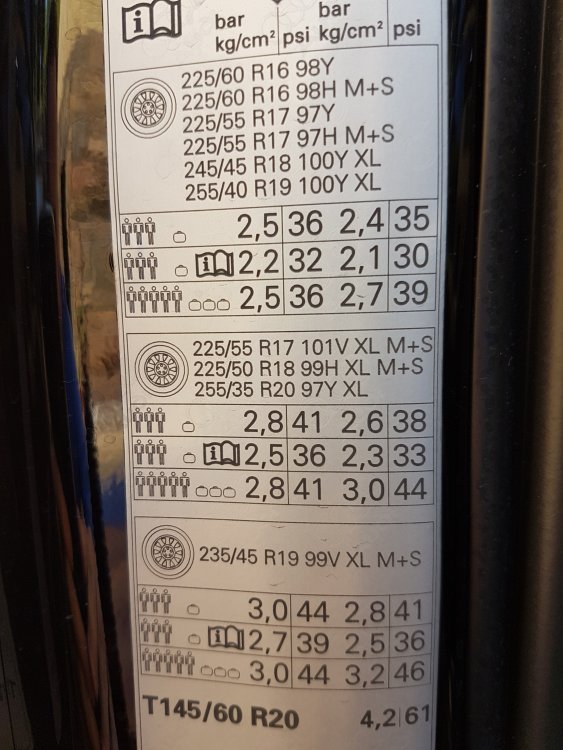 bar bar
kg/cm² psi kg/cm² psi
225/60 R16 98Y
225/60 R16 98H M+S
225/55 R17 97Y
225/55 R17 97H M+S
245/45 R18 100Y XL
255/40 R19 100Y XL
2,5 36 2,4 35
i 2,2 32 2,1 30
2,5 36 2,7 39
225/55 R17 101V XL M+S
225/50 R18 99H XL M+S
255/35 R20 97Y XL
2,8 41 2,6 38
i 2,5 36 2,3 33
2,8 41 3,0 44
235/45 R19 99V XL M+S
3,0 44 2,8 41
i 2,7 39 2,5 36
3,0 44 3,2 46
T145/60 R20 4,2 61